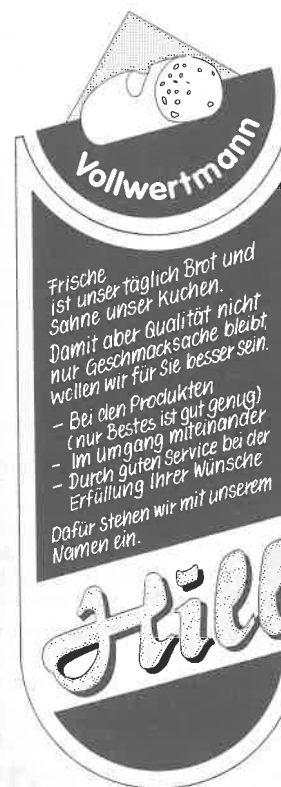 Vollwertmann
Frische
ist unser täglich Brot und
Sahne unser Kuchen.
Damit aber Qualität nicht
nur Geschmacksache bleibt,
wollen wir für Sie besser sein.
- Bei den Produkten
(nur Bestes ist gut genug)
- Im Umgang miteinander
- Durch guten Service bei der
Erfüllung Ihrer Wünsche
Dafür stehen wir mit unserem
Namen ein.